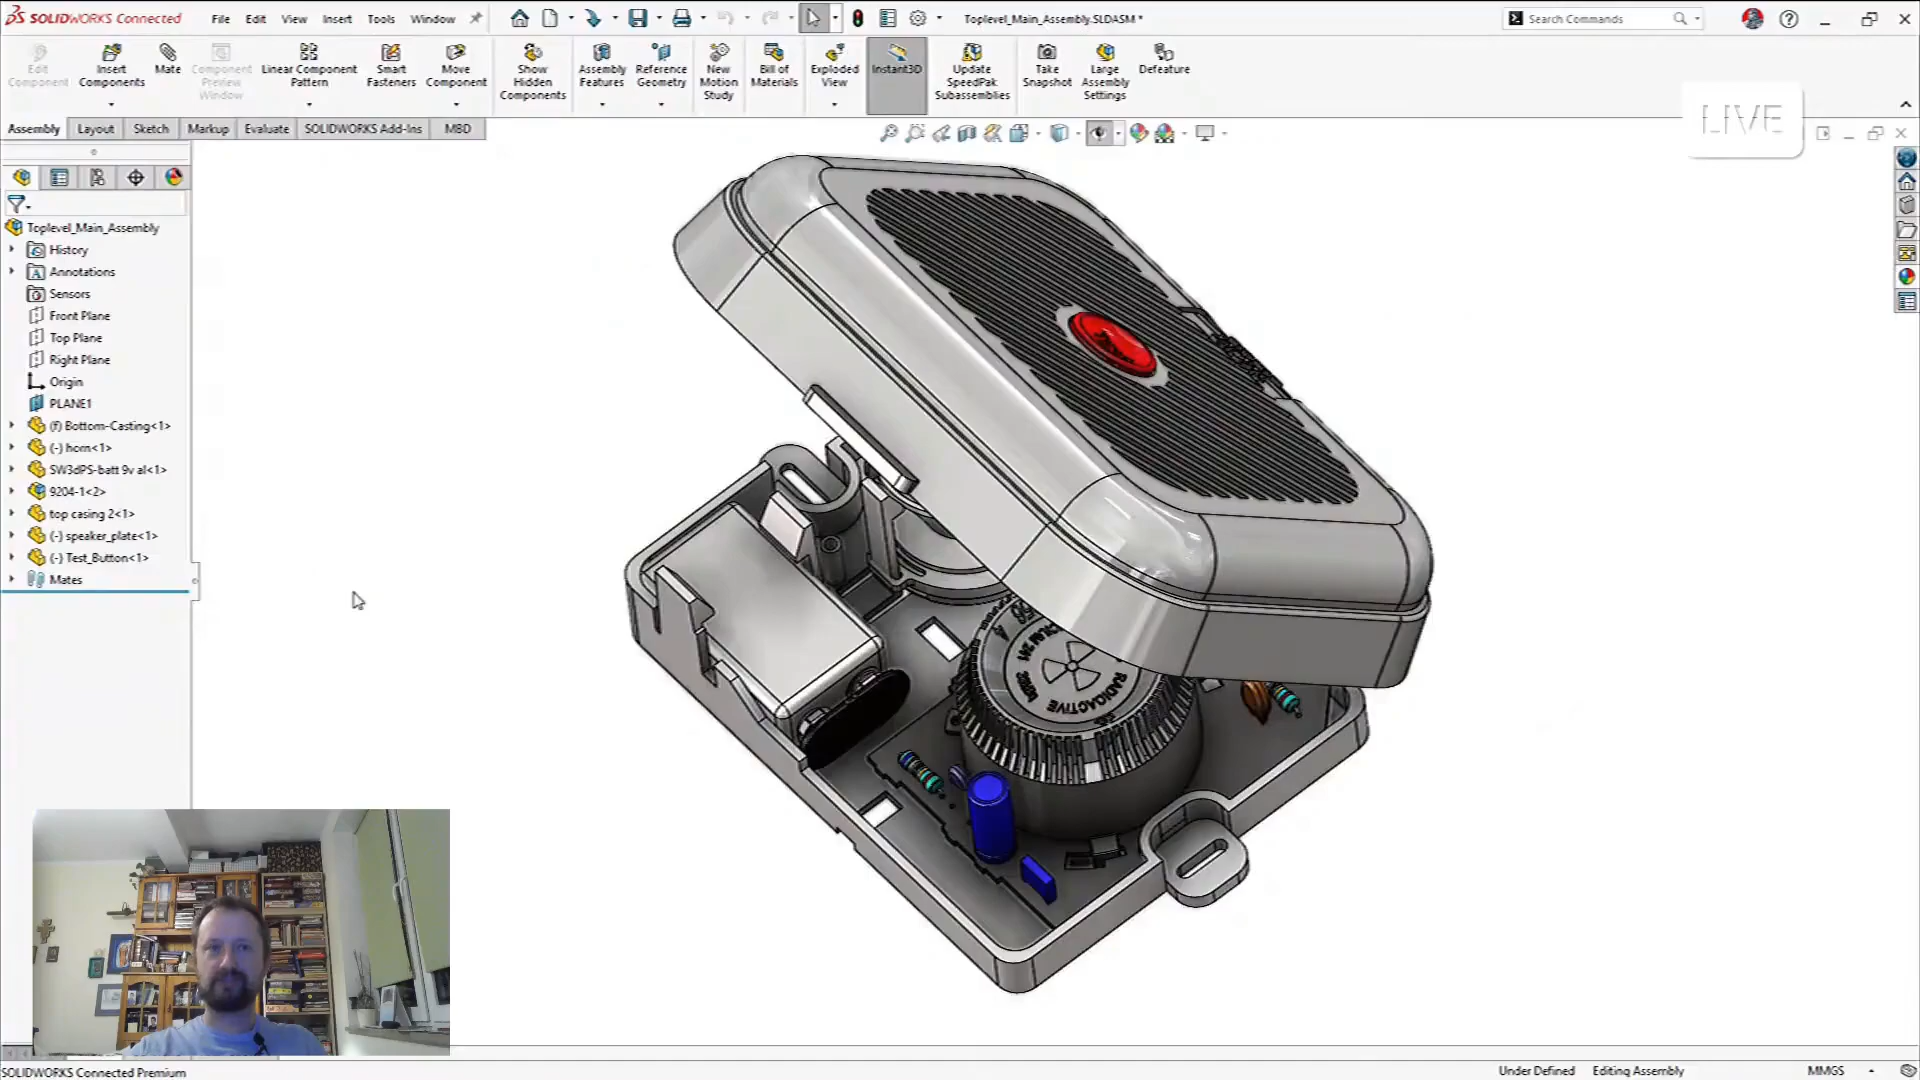 SOLIDWORKS Connected File Edit View Insert Tools Window
Toplevel_Main_Assembly.SLDASM *
Search Commands
Edit Component
Insert Components
Mate
Component Preview Window
Linear Component Pattern
Smart Fasteners
Move Component
Show Hidden Components
Assembly Features
Reference Geometry
New Motion Study
Bill of Materials
Exploded View
Instant3D
Update SpeedPak Subassemblies
Take Snapshot
Large Assembly Settings
Defeature
LIVE
Assembly Layout Sketch Markup Evaluate SOLIDWORKS Add-Ins MBD
Toplevel_Main_Assembly
History
Annotations
Sensors
Front Plane
Top Plane
Right Plane
Origin
PLANE1
(f) Bottom-Casting<1>
(-) horn<1>
SW3dPS-batt 9v al<1>
9204-1<2>
top casing 2<1>
(-) speaker_plate<1>
(-) Test_Button<1>
Mates
RADIOACTIVE
SOLIDWORKS Connected Premium
Under Defined Editing Assembly MMGS